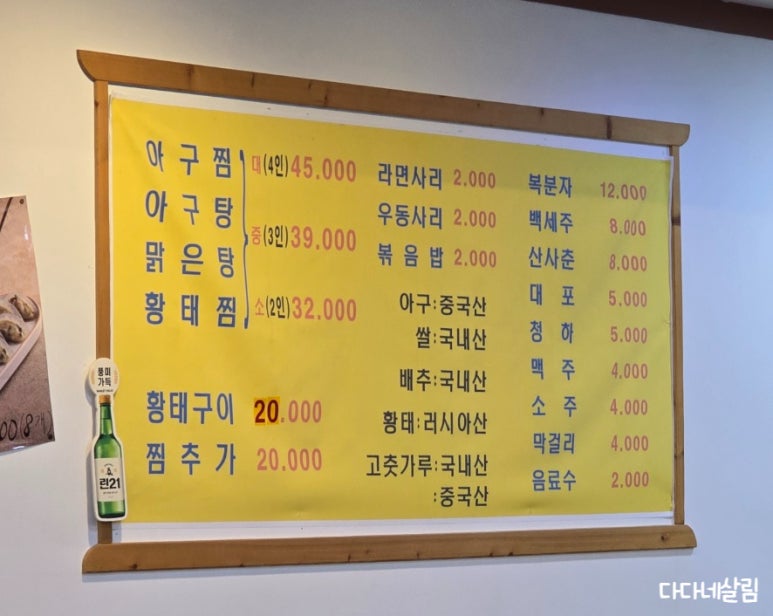 아구찜
아구탕
맑은탕
황태찜
대(4인) 45.000
중(3인) 39.000
소(2인) 32.000
황태구이 20.000
찜추가 20.000
라면사리 2.000
우동사리 2.000
볶음밥 2.000
아구:중국산
쌀:국내산
배추:국내산
황태:러시아산
고춧가루:국내산
:중국산
복분자 12.000
백세주 8.000
산사춘 8.000
대포 5.000
청하 5.000
맥주 4.000
소주 4.000
막걸리 4.000
음료수 2.000
풍미
가득
린21
다다네살림